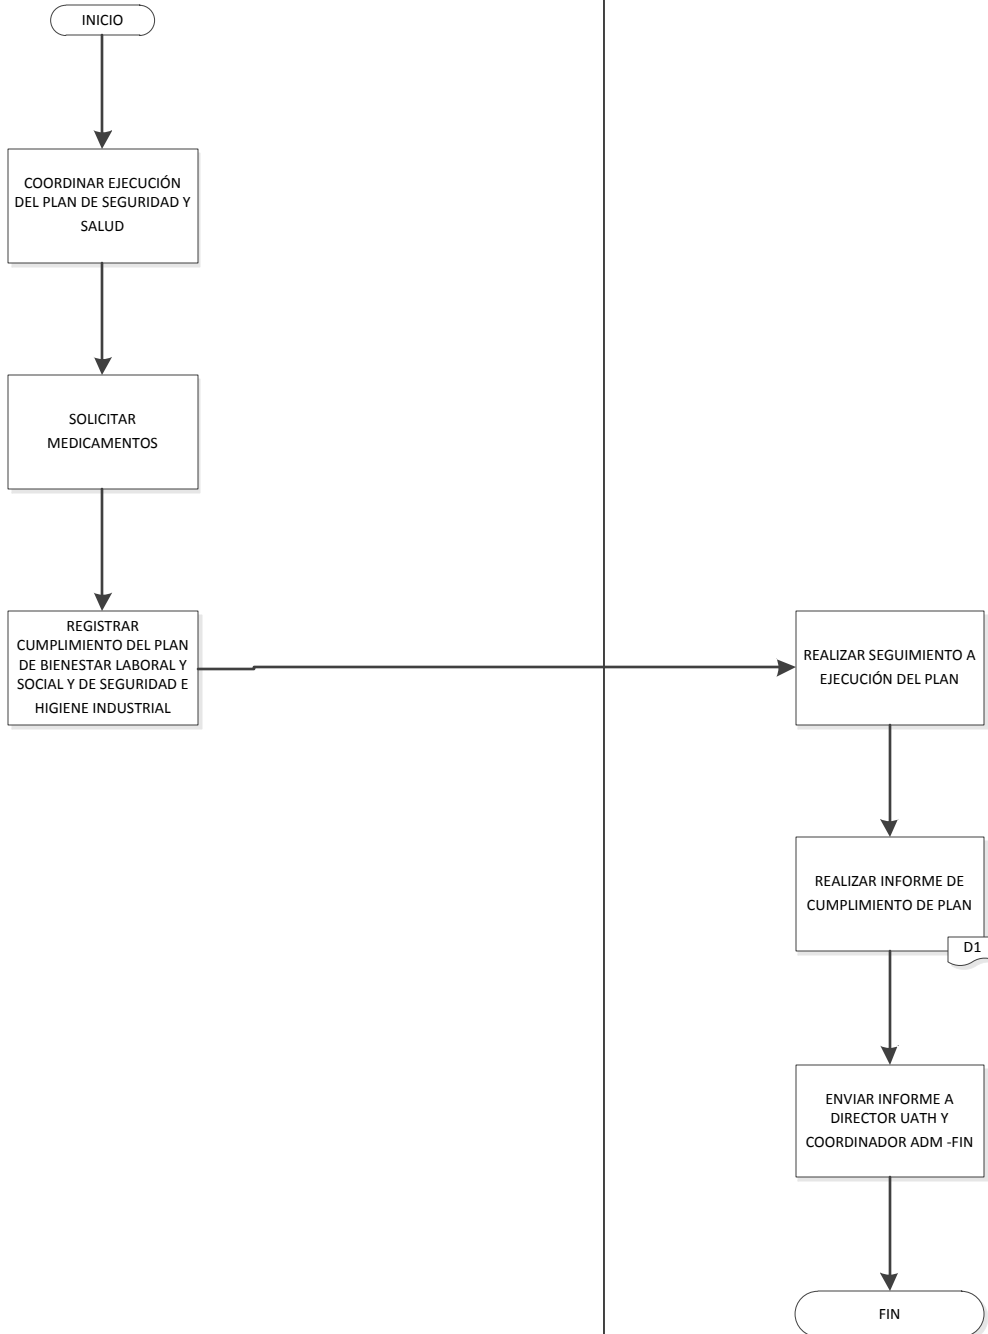 INICIO
COORDINAR EJECUCIÓN
DEL PLAN DE SEGURIDAD Y
SALUD
SOLICITAR
MEDICAMENTOS
REGISTRAR
CUMPLIMIENTO DEL PLAN
DE BIENESTAR LABORAL Y
SOCIAL Y DE SEGURIDAD E
HIGIENE INDUSTRIAL
REALIZAR SEGUIMIENTO A
EJECUCIÓN DEL PLAN
REALIZAR INFORME DE
CUMPLIMIENTO DE PLAN
D1
ENVIAR INFORME A
DIRECTOR UATH Y
COORDINADOR ADM -FIN
FIN